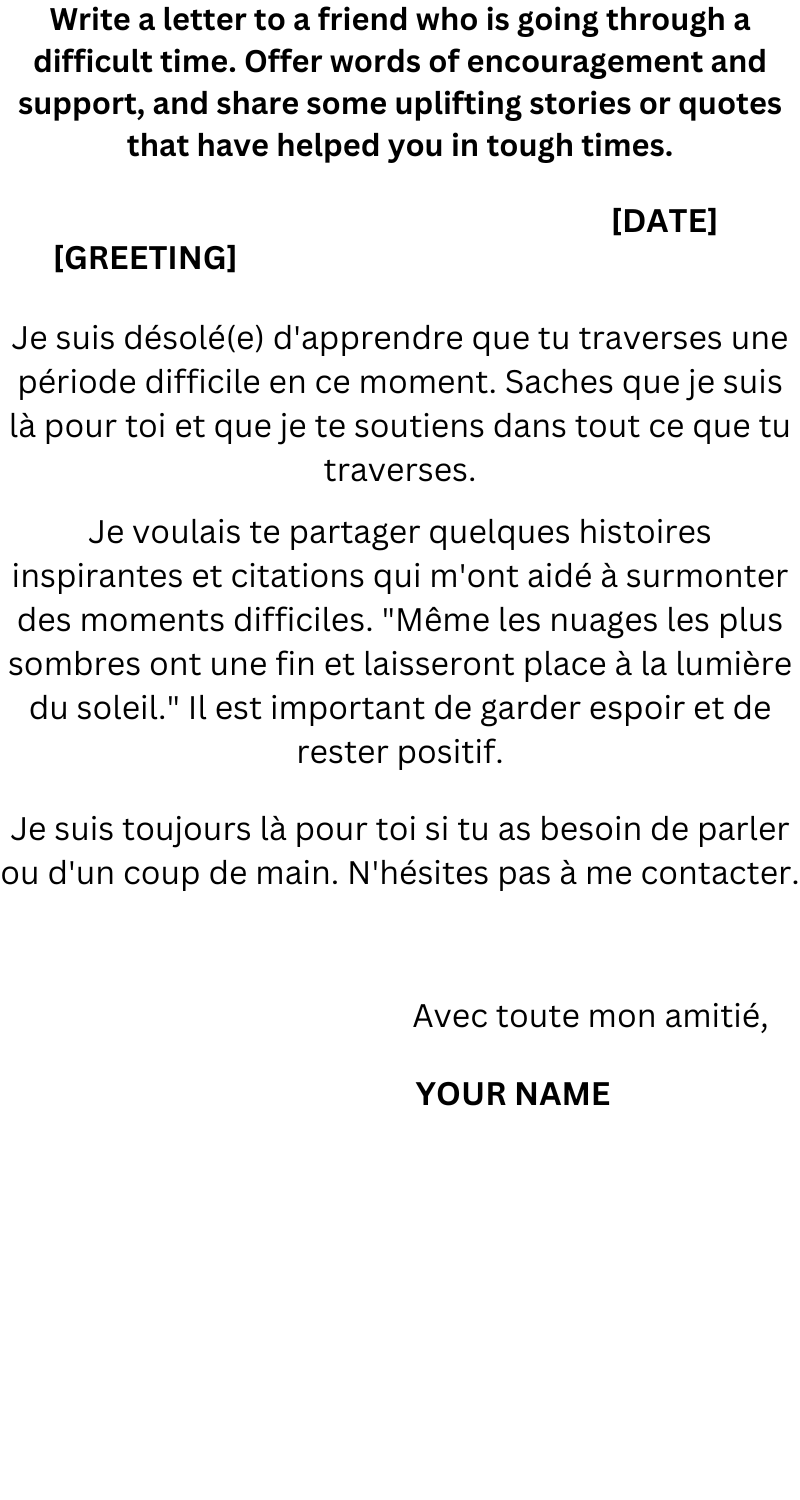 Write a letter to a friend who is going through a
difficult time. Offer words of encouragement and
support, and share some uplifting stories or quotes
that have helped you in tough times.
[DATE]
[GREETING]
Je suis désolé(e) d'apprendre que tu traverses une
période difficile en ce moment. Saches que je suis
là pour toi et que je te soutiens dans tout ce que tu
traverses.
Je voulais te partager quelques histoires
inspirantes et citations qui m'ont aidé à surmonter
des moments difficiles. "Même les nuages les plus
sombres ont une fin et laisseront place à la lumière
du soleil." Il est important de garder espoir et de
rester positif.
Je suis toujours là pour toi si tu as besoin de parler
ou d'un coup de main. N'hésites pas à me contacter.
Avec toute mon amitié,
YOUR NAME